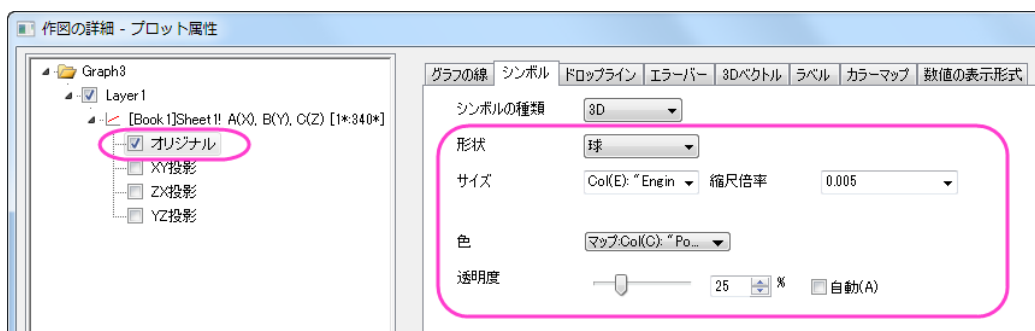 作図の詳細 - プロット属性
Graph3
Layer1
[Book1]Sheet1! A(X), B(Y), C(Z) [1*:340*]
オリジナル
XY投影
ZX投影
YZ投影
グラフの線 シンボル ドロップライン エラーバー 3Dベクトル ラベル カラーマップ 数値の表示形式
シンボルの種類 3D
形状 球
サイズ Col(E): "Engin 縮尺倍率 0.005
色 マップ:Col(C): "Po...
透明度 25 % 自動(A)